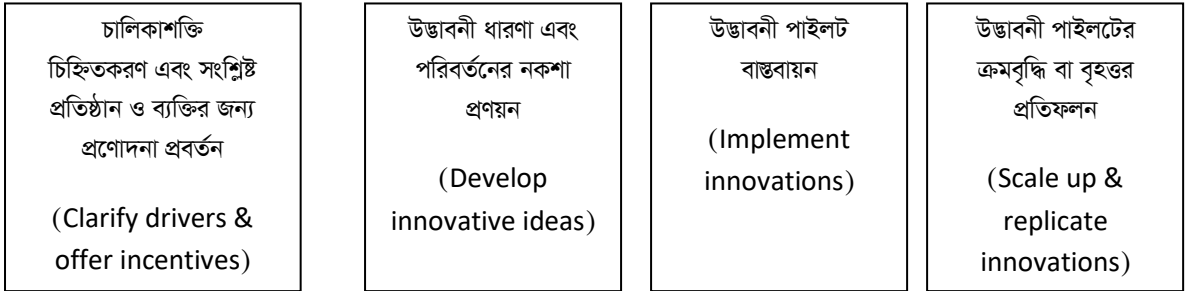 চালিকাশক্তি
চিহ্নিতকরণ এবং সংশ্লিষ্ট
প্রতিষ্ঠান ও ব্যক্তির জন্য
প্রণোদনা প্রবর্তন
(Clarify drivers &
offer incentives)
উদ্ভাবনী ধারণা এবং
পরিবর্তনের নকশা
প্রণয়ন
(Develop
innovative ideas)
উদ্ভাবনী পাইলট
বাস্তবায়ন
(Implement
innovations)
উদ্ভাবনী পাইলটের
ক্রমবৃদ্ধি বা বৃহত্তর
প্রতিফলন
(Scale up &
replicate
innovations)